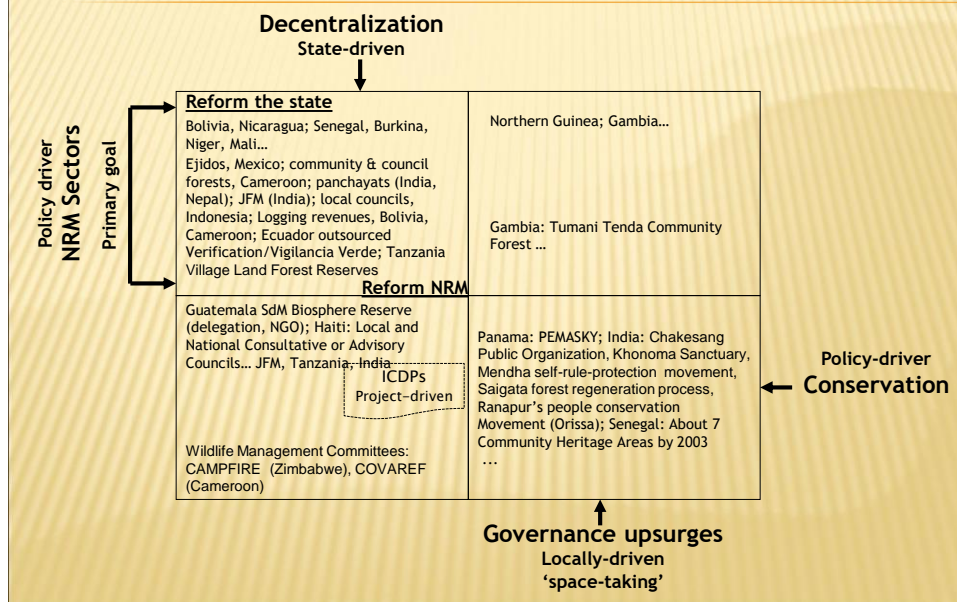 Decentralization
State-driven
Policy driver
NRM Sectors
Primary goal
Reform the state
Bolivia, Nicaragua; Senegal, Burkina,
Niger, Mali…
Ejidos, Mexico; community & council
forests, Cameroon; panchayats (India,
Nepal); JFM (India); local councils,
Indonesia; Logging revenues, Bolivia,
Cameroon; Ecuador outsourced
Verification/Vigilancia Verde; Tanzania
Village Land Forest Reserves
Northern Guinea; Gambia…
Gambia: Tumani Tenda Community
Forest …
Reform NRM
Guatemala SdM Biosphere Reserve
(delegation, NGO); Haiti: Local and
National Consultative or Advisory
Councils… JFM, Tanzania, India
ICDPs
Project-driven
Wildlife Management Committees:
CAMPFIRE (Zimbabwe), COVAREF
(Cameroon)
Panama: PEMASKY; India: Chakesang
Public Organization, Khonoma Sanctuary,
Mendha self-rule-protection movement,
Saigata forest regeneration process,
Ranapur's people conservation
Movement (Orissa); Senegal: About 7
Community Heritage Areas by 2003
…
Policy-driver
Conservation
Governance upsurges
Locally-driven
'space-taking'